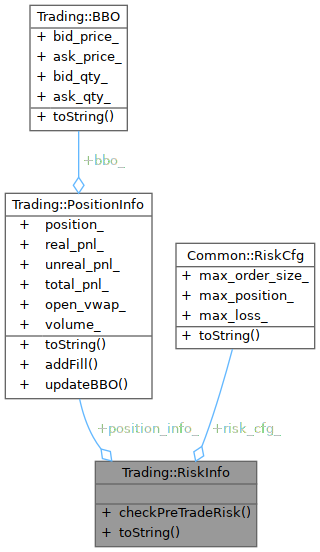 Trading::BBO
+ bid_price_
+ ask_price_
+ bid_qty_
+ ask_qty_
+ toString()
+bbo_
Trading::PositionInfo
+ position_
+ real_pnl_
+ unreal_pnl_
+ total_pnl_
+ open_vwap_
+ volume_
+ toString()
+ addFill()
+ updateBBO()
Common::RiskCfg
+ max_order_size_
+ max_position_
+ max_loss_
+ toString()
+position_info_
+risk_cfg_
Trading::RiskInfo
+ checkPreTradeRisk()
+ toString()